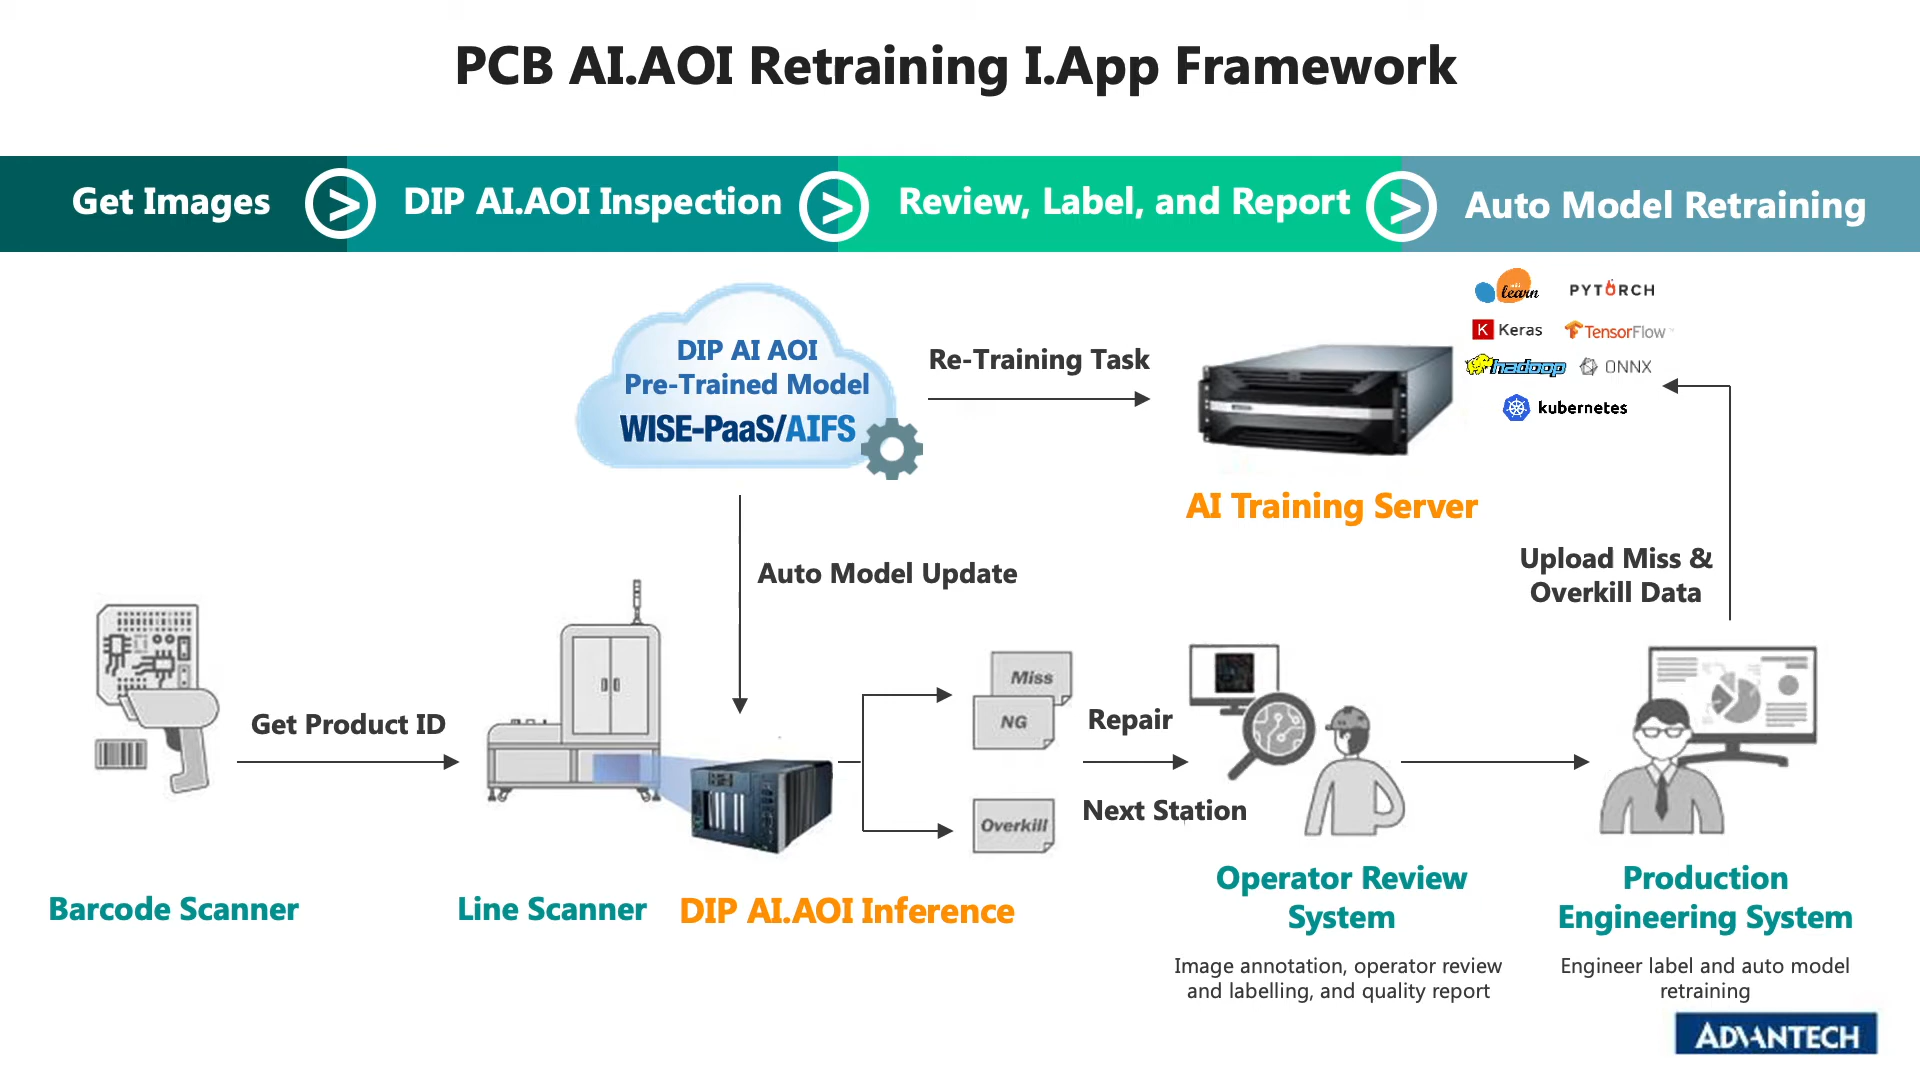 PCB AI.AOI Retraining I.App Framework
Get Images
>
DIP AI.AOI Inspection
>
Review, Label, and Report
>
Auto Model Retraining
DIP AI AOI
Pre-Trained Model
WISE-PaaS/AIFS
Re-Training Task
learn
PYTORCH
K Keras
TensorFlow
hadoop
ONNX
kubernetes
AI Training Server
Upload Miss &
Overkill Data
Auto Model Update
Get Product ID
Miss
NG
Overkill
Repair
Next Station
Barcode Scanner
Line Scanner
DIP AI.AOI Inference
Operator Review
System
Image annotation, operator review
and labelling, and quality report
Production
Engineering System
Engineer label and auto model
retraining
ADVANTECH